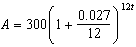 A = 300(1 + 0.027/12)^12t